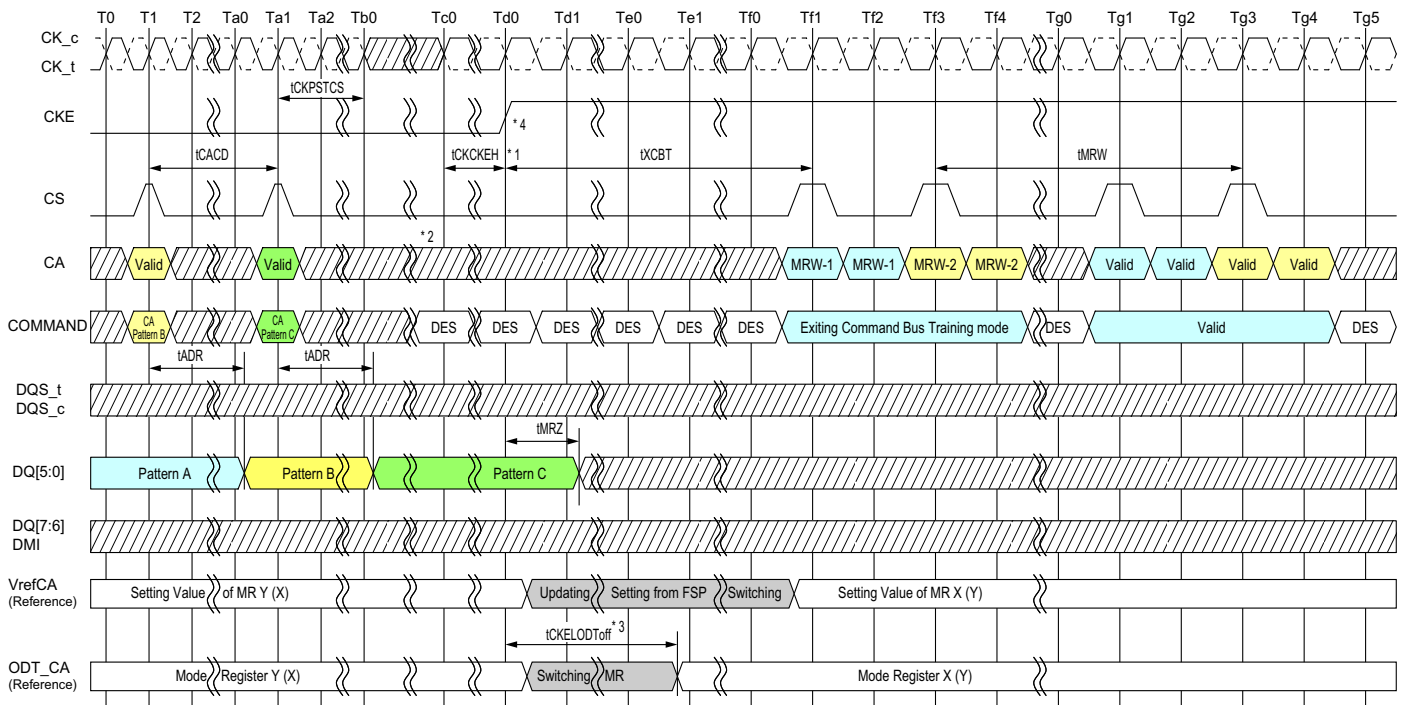 T0 T1 T2 Ta0 Ta1 Ta2 Tb0 Tc0 Td0 Td1 Te0 Te1 Tf0 Tf1 Tf2 Tf3 Tf4 Tg0 Tg1 Tg2 Tg3 Tg4 Tg5
CK_c
CK_t
tCKPSTCS
CKE
* 4
tCACD tCKCKEH * 1 tXCBT tMRW
CS
* 2
CA Valid Valid MRW-1 MRW-1 MRW-2 MRW-2 Valid Valid Valid Valid
COMMAND CA Pattern B CA Pattern C DES DES DES DES DES DES Exiting Command Bus Training mode DES Valid DES
tADR tADR
DQS_t
DQS_c
tMRZ
DQ[5:0] Pattern A Pattern B Pattern C
DQ[7:6]
DMI
VrefCA
(Reference)
Setting Value of MR Y (X) Updating Setting from FSP Switching Setting Value of MR X (Y)
tCKELODToff * 3
ODT_CA
(Reference)
Mode Register Y (X) Switching MR Mode Register X (Y)